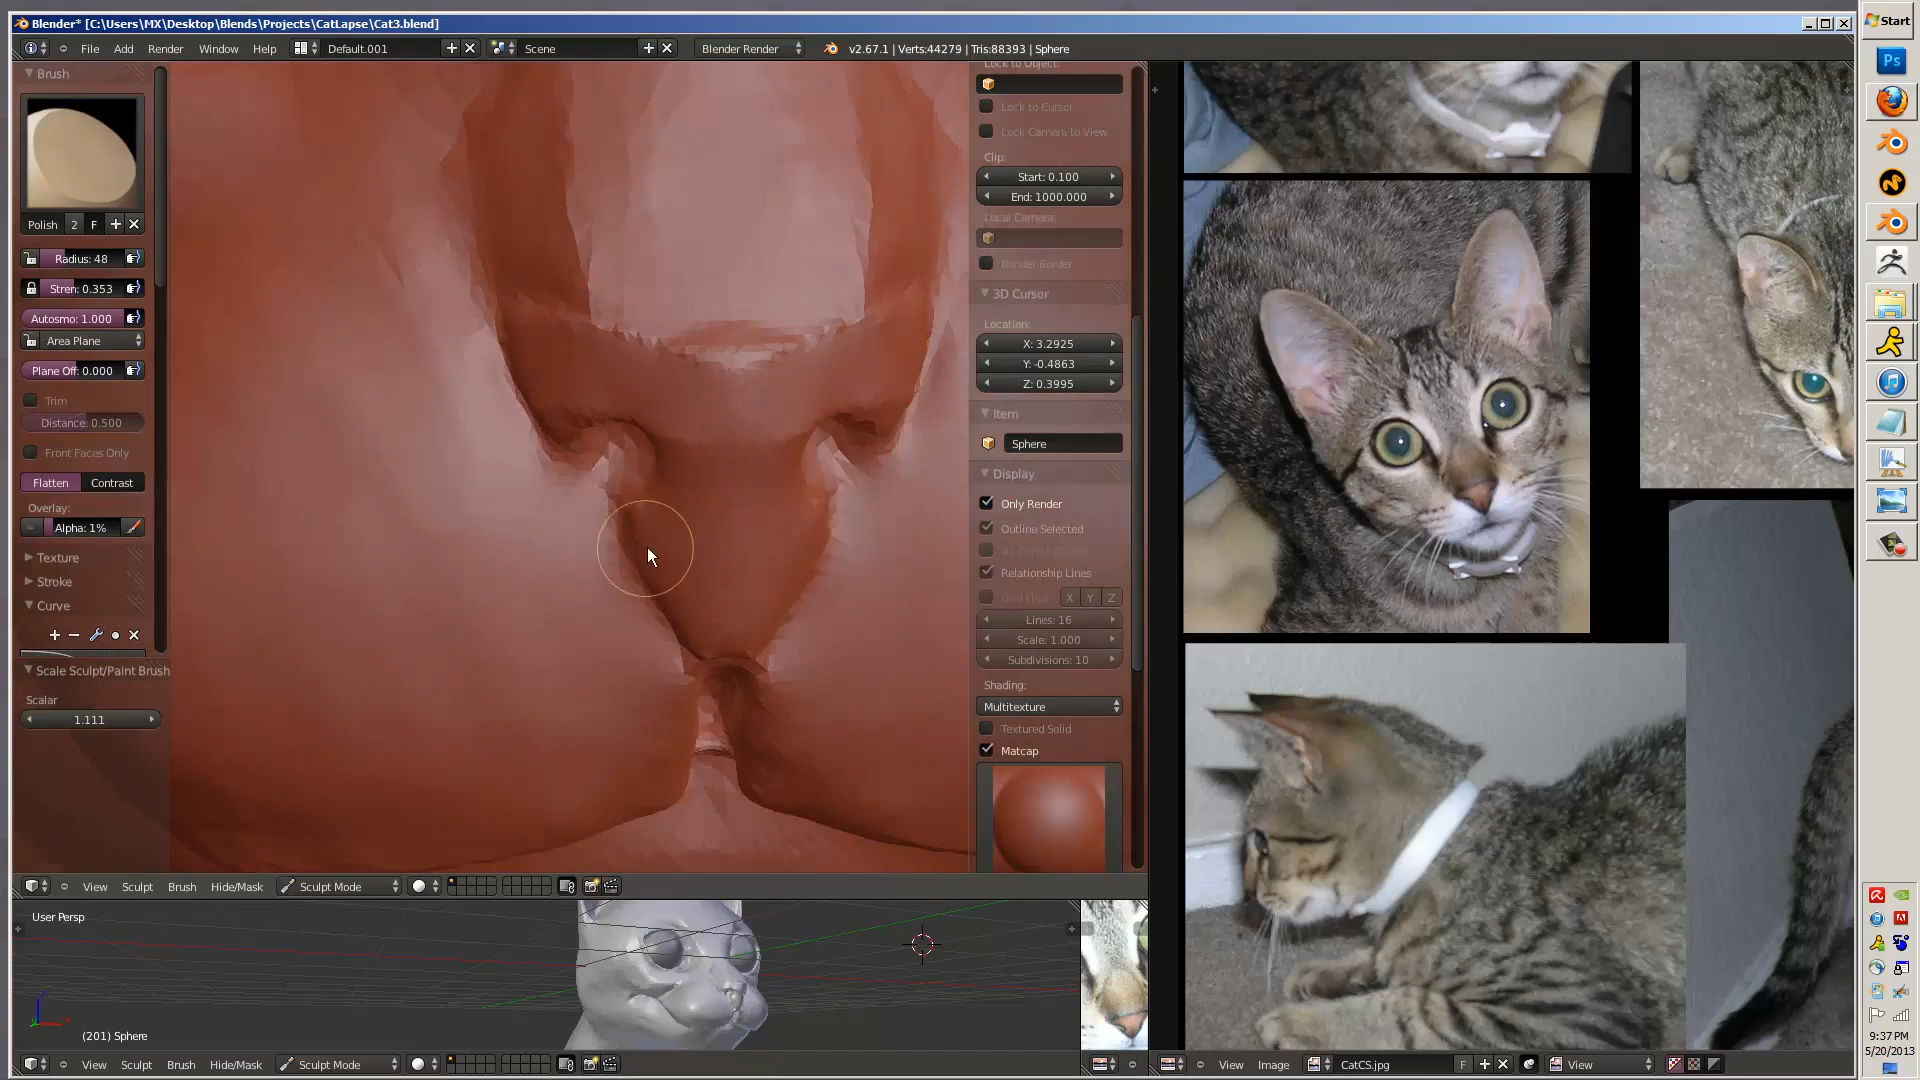 Blender* [C:\Users\MX\Desktop\Blends\Projects\CatLapse\Cat3.blend]
Start
File Add Render Window Help Default.001 Scene Blender Render v2.67.1 | Verts:44279 | Tris:88393 | Sphere
Ps
Brush
Polish 2 F
Radius: 48
Stren: 0.353
Autosmo: 1.000
Area Plane
Plane Off: 0.000
Trim
Distance: 0.500
Front Faces Only
Flatten Contrast
Overlay:
Alpha: 1%
Texture
Stroke
Curve
Scale Sculpt/Paint Brush
Scalar
1.111
Lock to Object:
Lock to Cursor
Lock Camera to View
Clip:
Start: 0.100
End: 1000.000
Local Camera:
Render Border
3D Cursor
Location:
X: 3.2925
Y: -0.4863
Z: 0.3995
Item
Sphere
Display
Only Render
Outline Selected
Relationship Lines
Grid Floor X Y Z
Lines: 16
Scale: 1.000
Subdivisions: 10
Shading:
Multitexture
Textured Solid
Matcap
View Sculpt Brush Hide/Mask Sculpt Mode
User Persp
(201) Sphere
View Sculpt Brush Hide/Mask Sculpt Mode
View Image CatCS.jpg F View
9:37 PM
5/20/2013